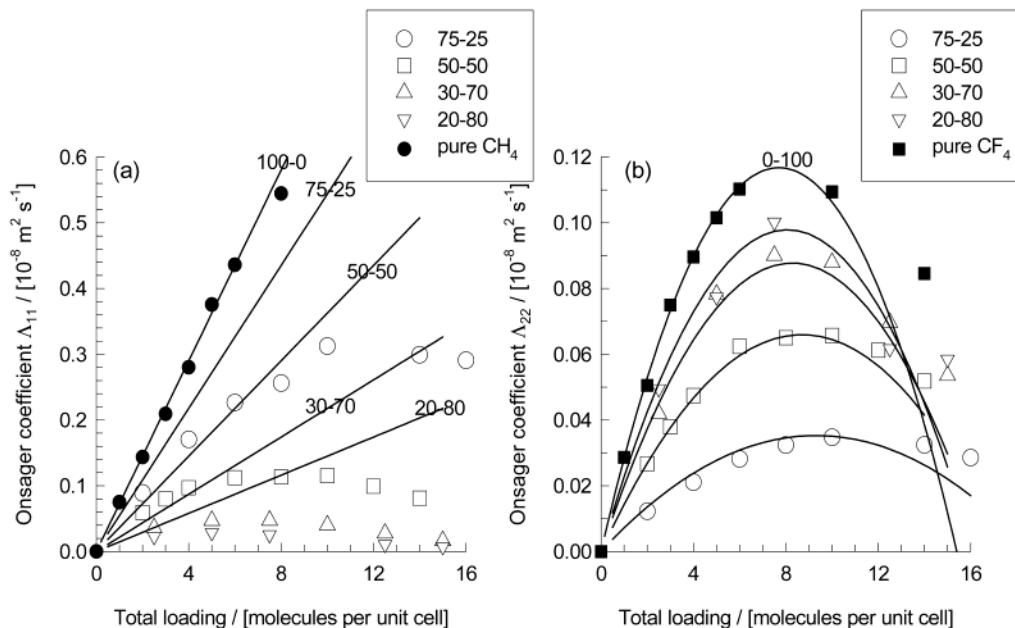 75-25
50-50
30-70
20-80
pure CH₄
(a)
100-0
75-25
50-50
30-70
20-80
0.6
0.5
0.4
0.3
0.2
0.1
0.0
0 4 8 12 16
Onsager coefficient Λ₁₁ / [10⁻⁸ m² s⁻¹]
Total loading / [molecules per unit cell]
75-25
50-50
30-70
20-80
pure CF₄
(b)
0-100
0.12
0.10
0.08
0.06
0.04
0.02
0.00
0 4 8 12 16
Onsager coefficient Λ₂₂ / [10⁻⁸ m² s⁻¹]
Total loading / [molecules per unit cell]